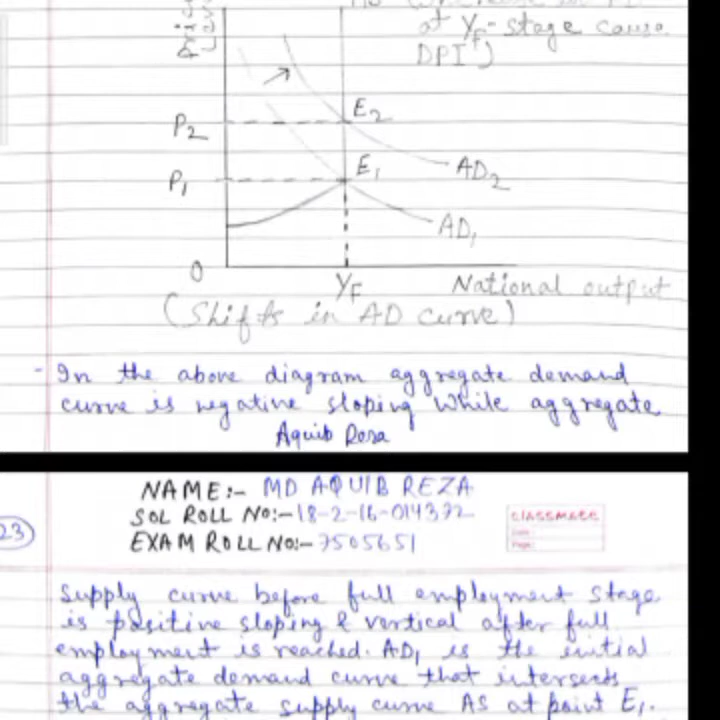 at YF-stage cause
DPI↑)
E2
P2
E1
AD2
P1
AD1
O
YF
National output
(Shifts in AD curve)
- In the above diagram aggregate demand
curve is negative sloping while aggregate
Aquib Reza
NAME:- MD AQUIB REZA
SOL ROLL NO:-18-2-16-014372
EXAM ROLL NO:- 7505651
CLASSMATE
Date:
Page:
23
supply curve before full employment stage
is positive sloping & vertical after full
employment is reached. AD1 is the initial
aggregate demand curve that intersects
the aggregate supply curve AS at point E1.